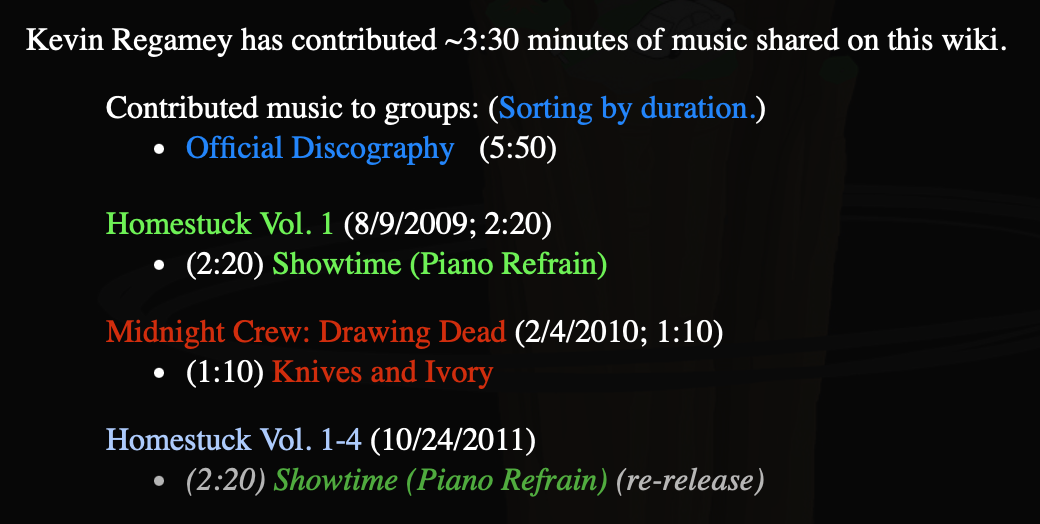 Kevin Regamey has contributed ~3:30 minutes of music shared on this wiki.
Contributed music to groups: (Sorting by duration.)
• Official Discography (5:50)
Homestuck Vol. 1 (8/9/2009; 2:20)
• (2:20) Showtime (Piano Refrain)
Midnight Crew: Drawing Dead (2/4/2010; 1:10)
• (1:10) Knives and Ivory
Homestuck Vol. 1-4 (10/24/2011)
• (2:20) Showtime (Piano Refrain) (re-release)